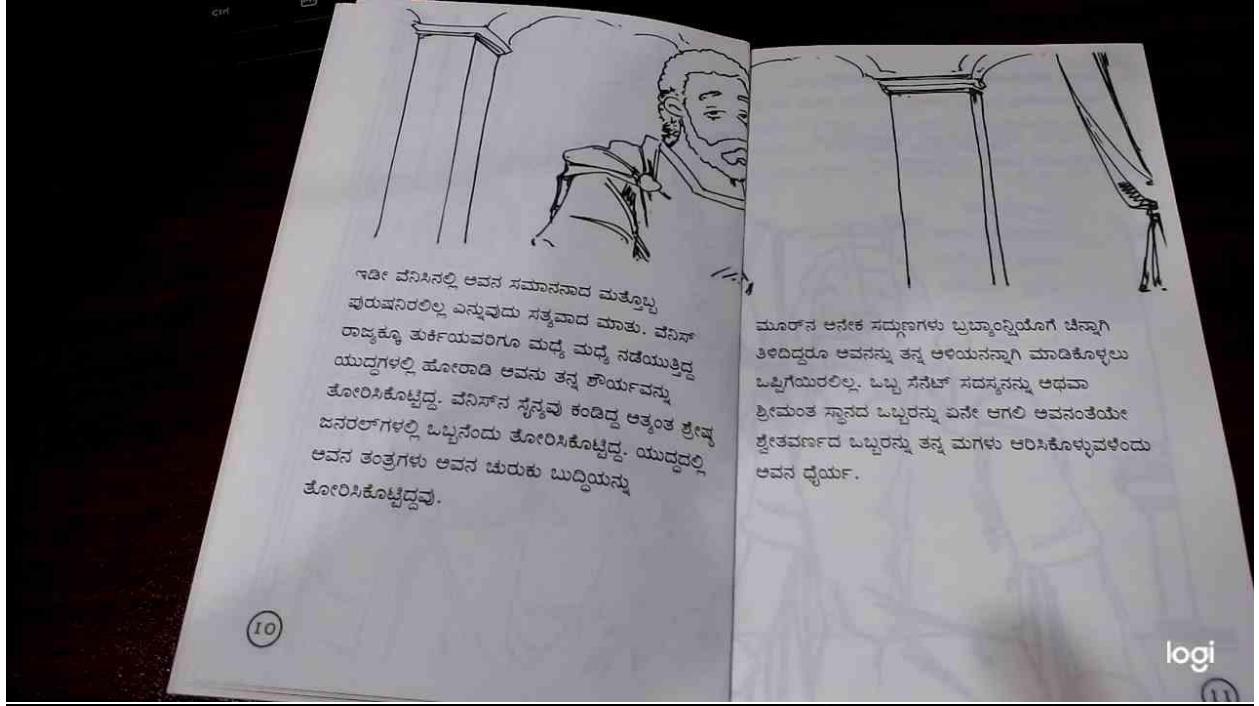 ಇಡೀ ವೆನಿಸಿನಲ್ಲಿ ಅವನ ಸಮಾನನಾದ ಮತ್ತೊಬ್ಬ
ಪುರುಷನಿರಲಿಲ್ಲ ಎನ್ನುವುದು ಸತ್ಯವಾದ ಮಾತು. ವೆನಿಸ್
ರಾಜ್ಯಕ್ಕೂ ತುರ್ಕಿಯವರಿಗೂ ಮಧ್ಯೆ ಮಧ್ಯೆ ನಡೆಯುತ್ತಿದ್ದ
ಯುದ್ಧಗಳಲ್ಲಿ ಹೋರಾಡಿ ಅವನು ತನ್ನ ಶೌರ್ಯವನ್ನು
ತೋರಿಸಿಕೊಟ್ಟಿದ್ದ. ವೆನಿಸ್‌ನ ಸೈನ್ಯವು ಕಂಡಿದ್ದ ಅತ್ಯಂತ ಶ್ರೇಷ್ಠ
ಜನರಲ್‌ಗಳಲ್ಲಿ ಒಬ್ಬನೆಂದು ತೋರಿಸಿಕೊಟ್ಟಿದ್ದ. ಯುದ್ಧದಲ್ಲಿ
ಅವನ ತಂತ್ರಗಳು ಅವನ ಚುರುಕು ಬುದ್ಧಿಯನ್ನು
ತೋರಿಸಿಕೊಟ್ಟಿದ್ದವು.
10
ಮೂರ್‌ನ ಅನೇಕ ಸದ್ಗುಣಗಳು ಬ್ರಬ್ಯಾಂನ್ಷಿಯೊಗೆ ಚೆನ್ನಾಗಿ
ತಿಳಿದಿದ್ದರೂ ಅವನನ್ನು ತನ್ನ ಅಳಿಯನನ್ನಾಗಿ ಮಾಡಿಕೊಳ್ಳಲು
ಒಪ್ಪಿಗೆಯಿರಲಿಲ್ಲ. ಒಬ್ಬ ಸೆನೆಟ್ ಸದಸ್ಯನನ್ನು ಅಥವಾ
ಶ್ರೀಮಂತ ಸ್ಥಾನದ ಒಬ್ಬರನ್ನು ಏನೇ ಆಗಲಿ ಅವನಂತೆಯೇ
ಶ್ವೇತವರ್ಣದ ಒಬ್ಬರನ್ನು ತನ್ನ ಮಗಳು ಆರಿಸಿಕೊಳ್ಳುವಳೆಂದು
ಅವನ ಧೈರ್ಯ.
11
logi